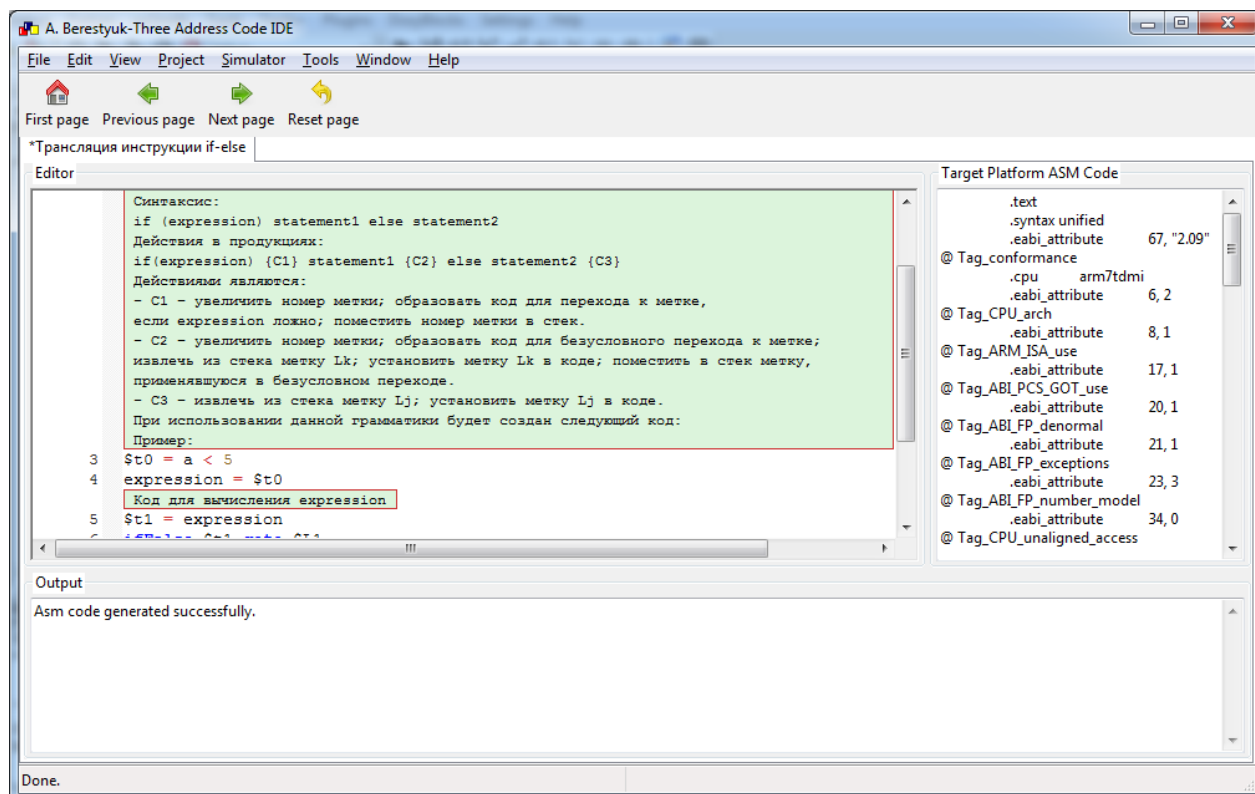 A. Berestyuk-Three Address Code IDE
File Edit View Project Simulator Tools Window Help
First page Previous page Next page Reset page
*Трансляция инструкции if-else
Editor
Синтаксис:
if (expression) statement1 else statement2
Действия в продукциях:
if(expression) {C1} statement1 {C2} else statement2 {C3}
Действиями являются:
- C1 - увеличить номер метки; образовать код для перехода к метке,
если expression ложно; поместить номер метки в стек.
- C2 - увеличить номер метки; образовать код для безусловного перехода к метке;
извлечь из стека метку Lk; установить метку Lk в коде; поместить в стек метку,
применявшуюся в безусловном переходе.
- C3 - извлечь из стека метку Lj; установить метку Lj в коде.
При использовании данной грамматики будет создан следующий код:
Пример:
3 $t0 = a < 5
4 expression = $t0
Код для вычисления expression
5 $t1 = expression
Target Platform ASM Code
.text
.syntax unified
.eabi_attribute 67, "2.09"
@ Tag_conformance
.cpu arm7tdmi
.eabi_attribute 6, 2
@ Tag_CPU_arch
.eabi_attribute 8, 1
@ Tag_ARM_ISA_use
.eabi_attribute 17, 1
@ Tag_ABI_PCS_GOT_use
.eabi_attribute 20, 1
@ Tag_ABI_FP_denormal
.eabi_attribute 21, 1
@ Tag_ABI_FP_exceptions
.eabi_attribute 23, 3
@ Tag_ABI_FP_number_model
.eabi_attribute 34, 0
@ Tag_CPU_unaligned_access
Output
Asm code generated successfully.
Done.